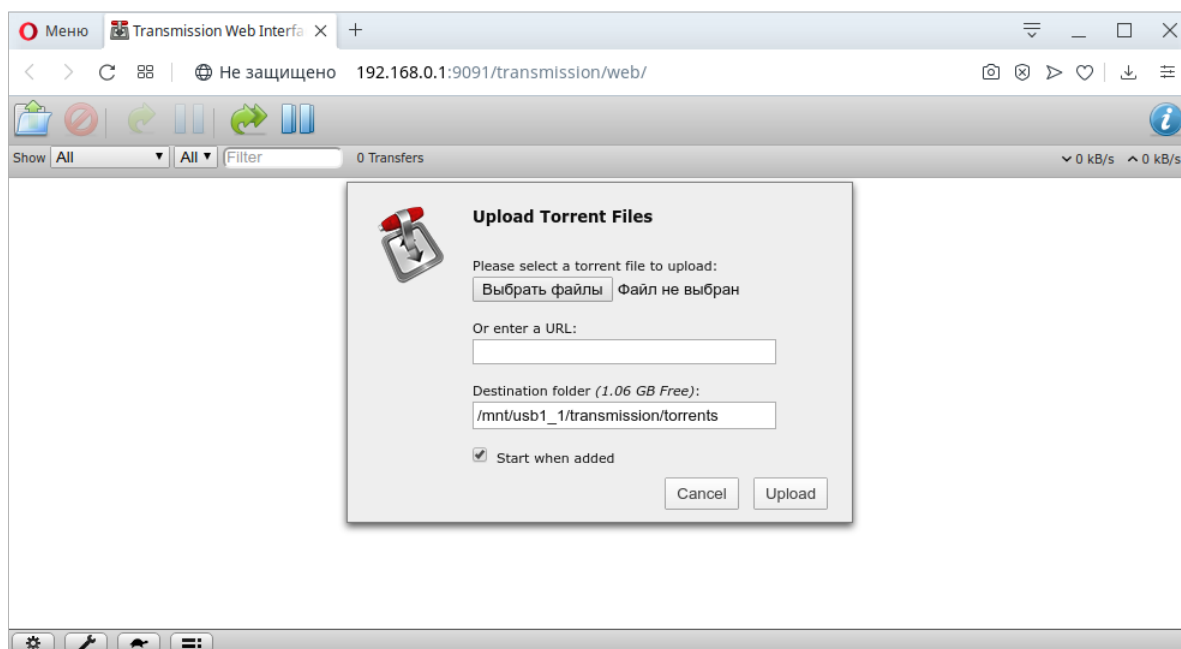 Меню
Transmission Web Interfa
Не защищено 192.168.0.1:9091/transmission/web/
Show All All Filter 0 Transfers 0 kB/s 0 kB/s
Upload Torrent Files
Please select a torrent file to upload:
Выбрать файлы Файл не выбран
Or enter a URL:
Destination folder (1.06 GB Free):
/mnt/usb1_1/transmission/torrents
Start when added
Cancel Upload